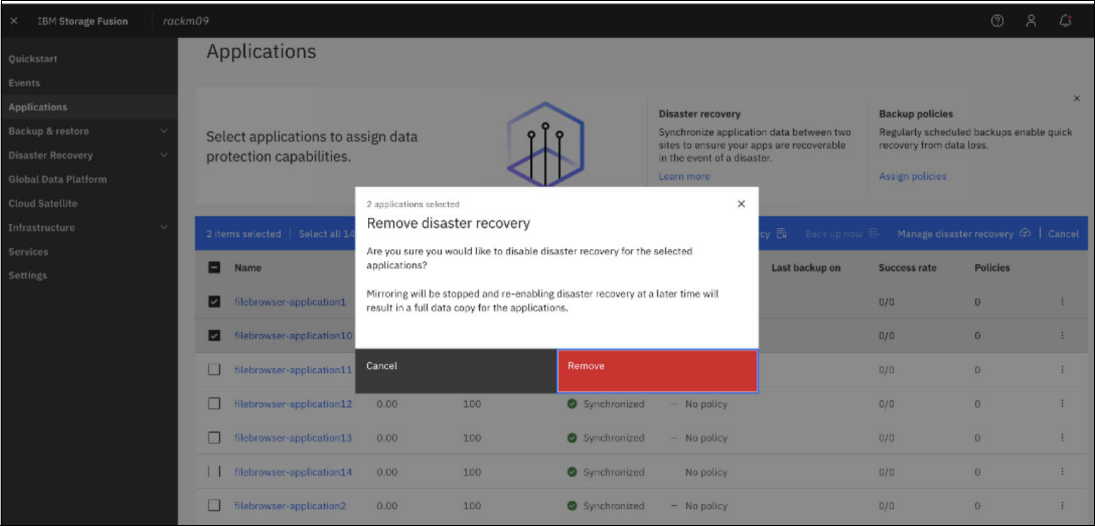 IBM Storage Fusion rackm09
Quickstart
Events
Applications
Backup & restore
Disaster Recovery
Global Data Platform
Cloud Satellite
Infrastructure
Services
Settings
Applications
Select applications to assign data
protection capabilities.
Disaster recovery
Synchronize application data between two
sites to ensure your apps are recoverable
in the event of a disaster.
Learn more
Backup policies
Regularly scheduled backups enable quick
recovery from data loss.
Assign policies
2 applications selected
Remove disaster recovery
Are you sure you would like to disable disaster recovery for the selected
applications?
Mirroring will be stopped and re-enabling disaster recovery at a later time will
result in a full data copy for the applications.
Cancel Remove
2 items selected Select all 14 cy Back up now Manage disaster recovery Cancel
Name Last backup on Success rate Policies
filebrowser-application1 0/0 0
filebrowser-application10 0/0 0
filebrowser-application11 0/0 0
filebrowser-application12 0.00 100 Synchronized — No policy 0/0 0
filebrowser-application13 0.00 100 Synchronized — No policy 0/0 0
filebrowser-application14 0.00 100 Synchronized No policy 0/0 0
filebrowser-application2 0.00 100 Synchronized — No policy 0/0 0